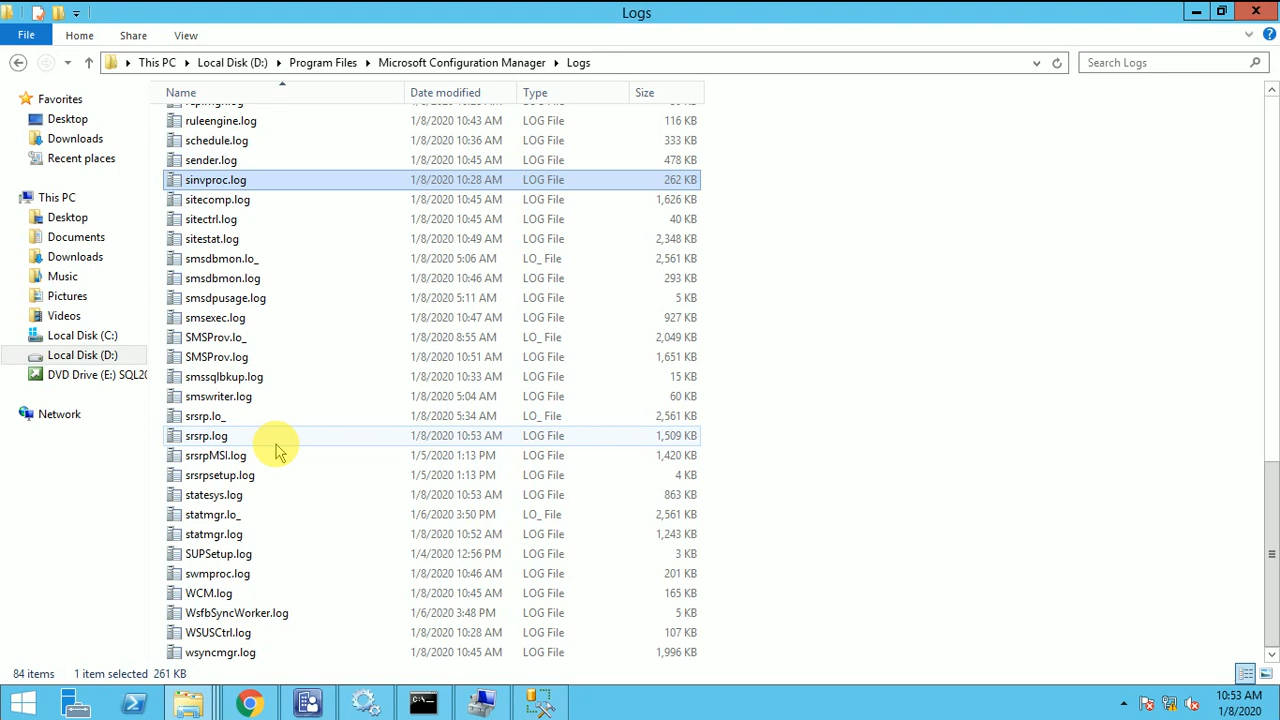 Logs
File Home Share View
This PC Local Disk (D:) Program Files Microsoft Configuration Manager Logs Search Logs
Name Date modified Type Size
ruleengine.log 1/8/2020 10:43 AM LOG File 116 KB
schedule.log 1/8/2020 10:36 AM LOG File 333 KB
sender.log 1/8/2020 10:45 AM LOG File 478 KB
sinvproc.log 1/8/2020 10:28 AM LOG File 262 KB
sitecomp.log 1/8/2020 10:45 AM LOG File 1,626 KB
sitectrl.log 1/8/2020 10:45 AM LOG File 40 KB
sitestat.log 1/8/2020 10:49 AM LOG File 2,348 KB
smsdbmon.lo_ 1/8/2020 5:06 AM LO_ File 2,561 KB
smsdbmon.log 1/8/2020 10:46 AM LOG File 293 KB
smsdpusage.log 1/8/2020 5:11 AM LOG File 5 KB
smsexec.log 1/8/2020 10:47 AM LOG File 927 KB
SMSProv.lo_ 1/8/2020 8:55 AM LO_ File 2,049 KB
SMSProv.log 1/8/2020 10:51 AM LOG File 1,651 KB
smssqlbkup.log 1/8/2020 10:33 AM LOG File 15 KB
smswriter.log 1/8/2020 5:04 AM LOG File 60 KB
srsrp.lo_ 1/8/2020 5:34 AM LO_ File 2,561 KB
srsrp.log 1/8/2020 10:53 AM LOG File 1,509 KB
srsrpMSI.log 1/5/2020 1:13 PM LOG File 1,420 KB
srsrpsetup.log 1/5/2020 1:13 PM LOG File 4 KB
statesys.log 1/8/2020 10:53 AM LOG File 863 KB
statmgr.lo_ 1/6/2020 3:50 PM LO_ File 2,561 KB
statmgr.log 1/8/2020 10:52 AM LOG File 1,243 KB
SUPSetup.log 1/4/2020 12:56 PM LOG File 3 KB
swmproc.log 1/8/2020 10:46 AM LOG File 201 KB
WCM.log 1/8/2020 10:45 AM LOG File 165 KB
WsfbSyncWorker.log 1/6/2020 3:48 PM LOG File 5 KB
WSUSCtrl.log 1/8/2020 10:28 AM LOG File 107 KB
wsyncmgr.log 1/8/2020 10:45 AM LOG File 1,996 KB
Favorites
Desktop
Downloads
Recent places
This PC
Desktop
Documents
Downloads
Music
Pictures
Videos
Local Disk (C:)
Local Disk (D:)
DVD Drive (E:) SQL20
Network
84 items 1 item selected 261 KB
10:53 AM
1/8/2020